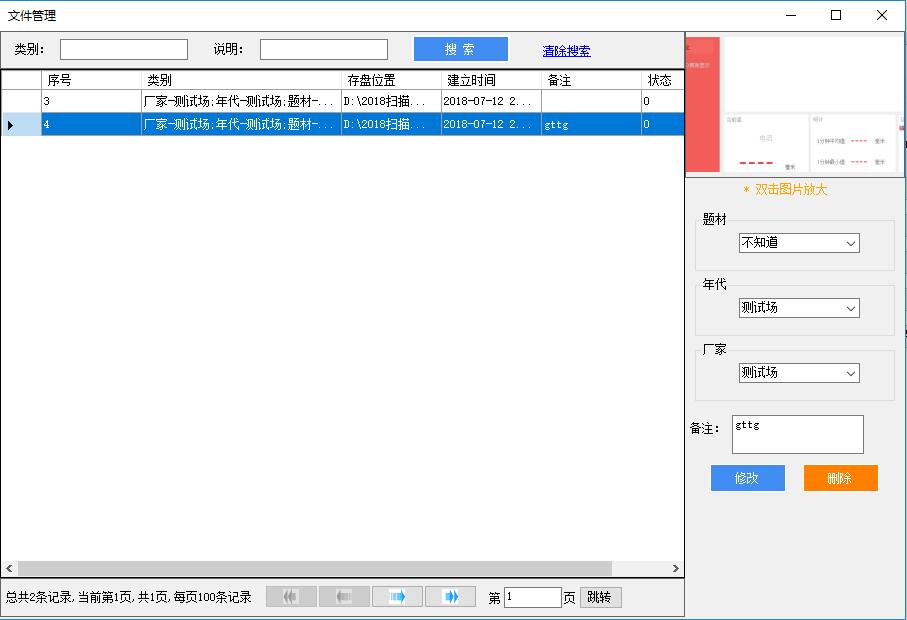 文件管理
类别： 说明： 搜 索 清除搜索
序号 类别 存盘位置 建立时间 备注 状态
3 厂家-测试场;年代-测试场;题材-... D:\2018扫描... 2018-07-12 2... 0
4 厂家-测试场;年代-测试场;题材-... D:\2018扫描... 2018-07-12 2... gttg 0
* 双击图片放大
题材
不知道
年代
测试场
厂家
测试场
备注： gttg
修改 删除
总共2条记录,当前第1页,共1页,每页100条记录 第 1 页 跳转